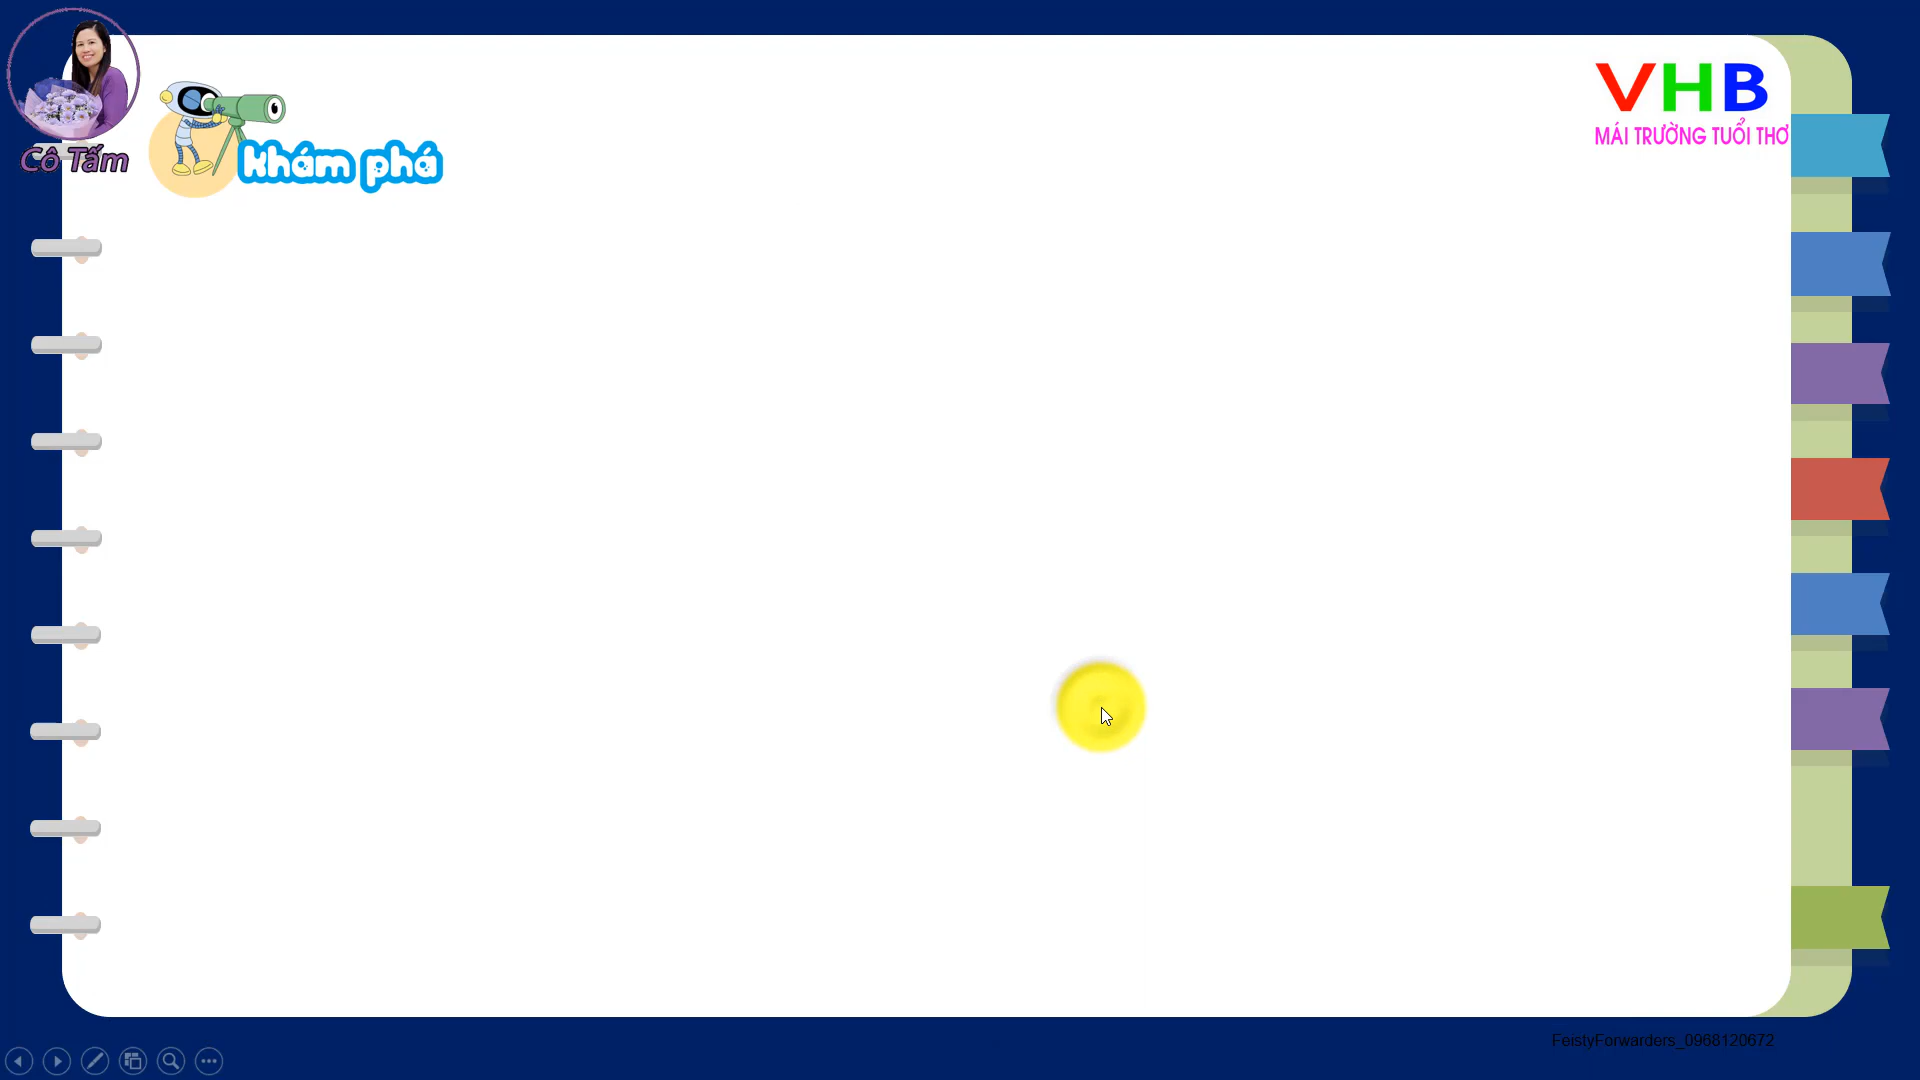 Cô Tấm
khám phá
VHB
MÁI TRƯỜNG TUỔI THƠ
FeistyForwarders_0968120672